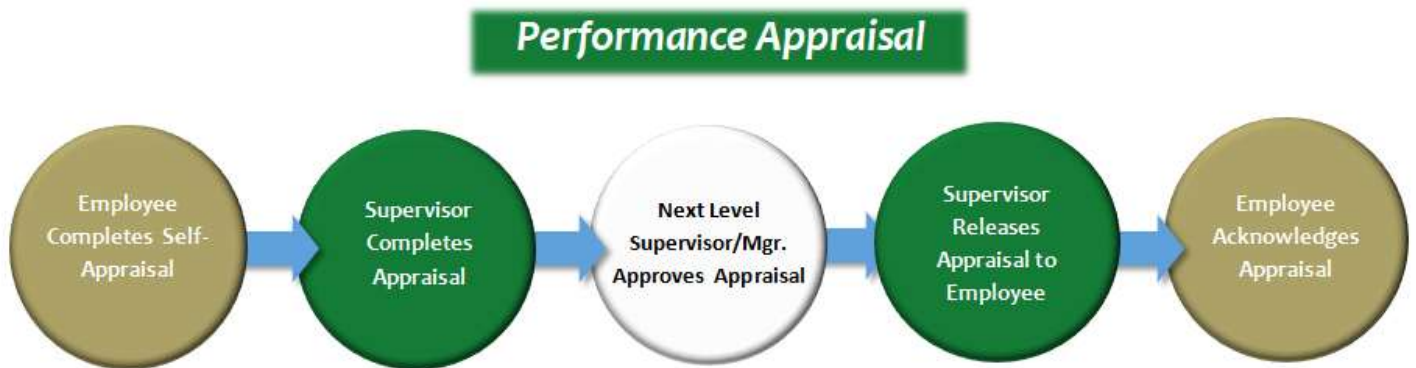 Performance Appraisal
Employee
Completes Self-
Appraisal
Supervisor
Completes
Appraisal
Next Level
Supervisor/Mgr.
Approves Appraisal
Supervisor
Releases
Appraisal to
Employee
Employee
Acknowledges
Appraisal